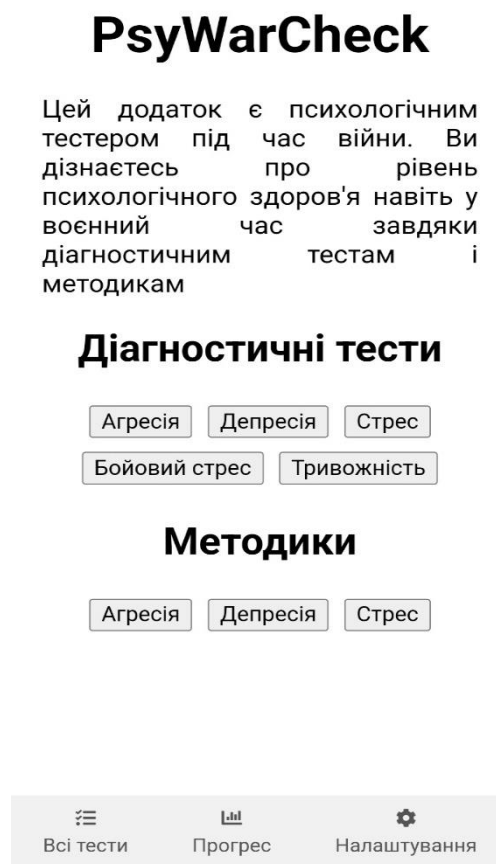 PsyWarCheck
Цей додаток є психологічним
тестером під час війни. Ви
дізнаєтесь про рівень
психологічного здоров'я навіть у
воєнний час завдяки
діагностичним тестам і
методикам
Діагностичні тести
Агресія Депресія Стрес
Бойовий стрес Тривожність
Методики
Агресія Депресія Стрес
Всі тести Прогрес Налаштування